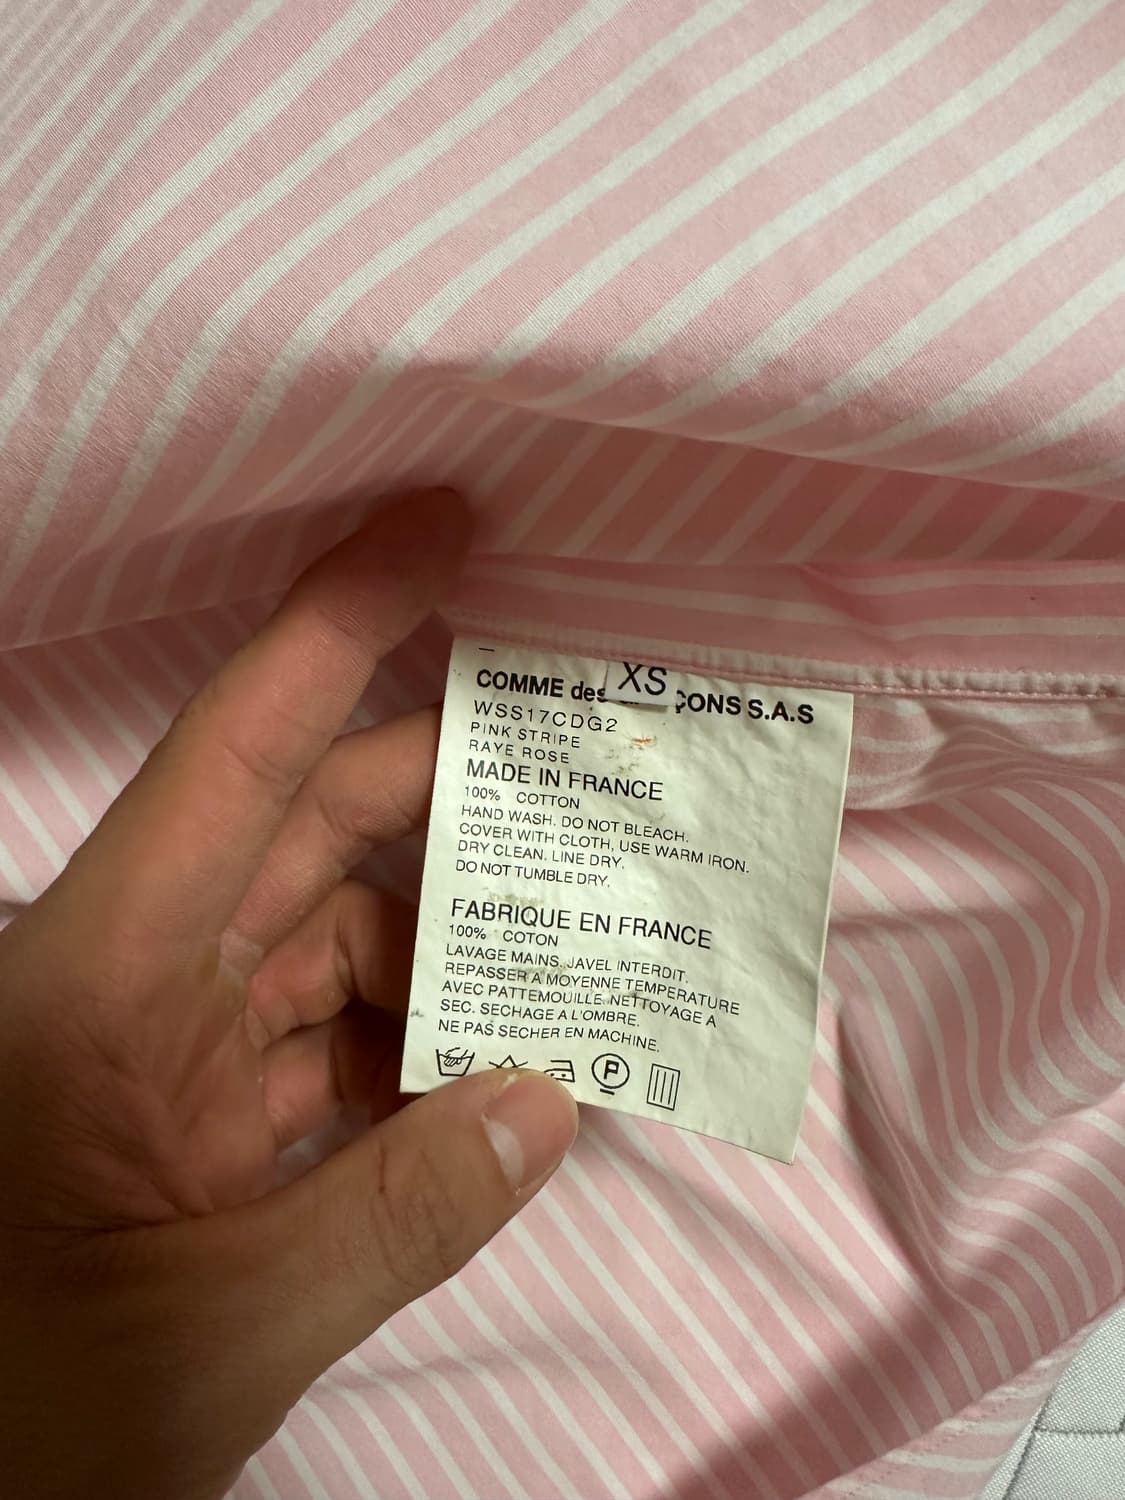 XS
COMME des ÇONS S.A.S
WSS17CDG2
PINK STRIPE
RAYE ROSE
MADE IN FRANCE
100% COTTON
HAND WASH. DO NOT BLEACH.
COVER WITH CLOTH, USE WARM IRON.
DRY CLEAN. LINE DRY.
DO NOT TUMBLE DRY.
FABRIQUE EN FRANCE
100% COTON
LAVAGE MAINS. JAVEL INTERDIT.
REPASSER A MOYENNE TEMPERATURE
AVEC PATTEMOUILLE. NETTOYAGE A
SEC. SECHAGE A L'OMBRE.
NE PAS SECHER EN MACHINE.
P